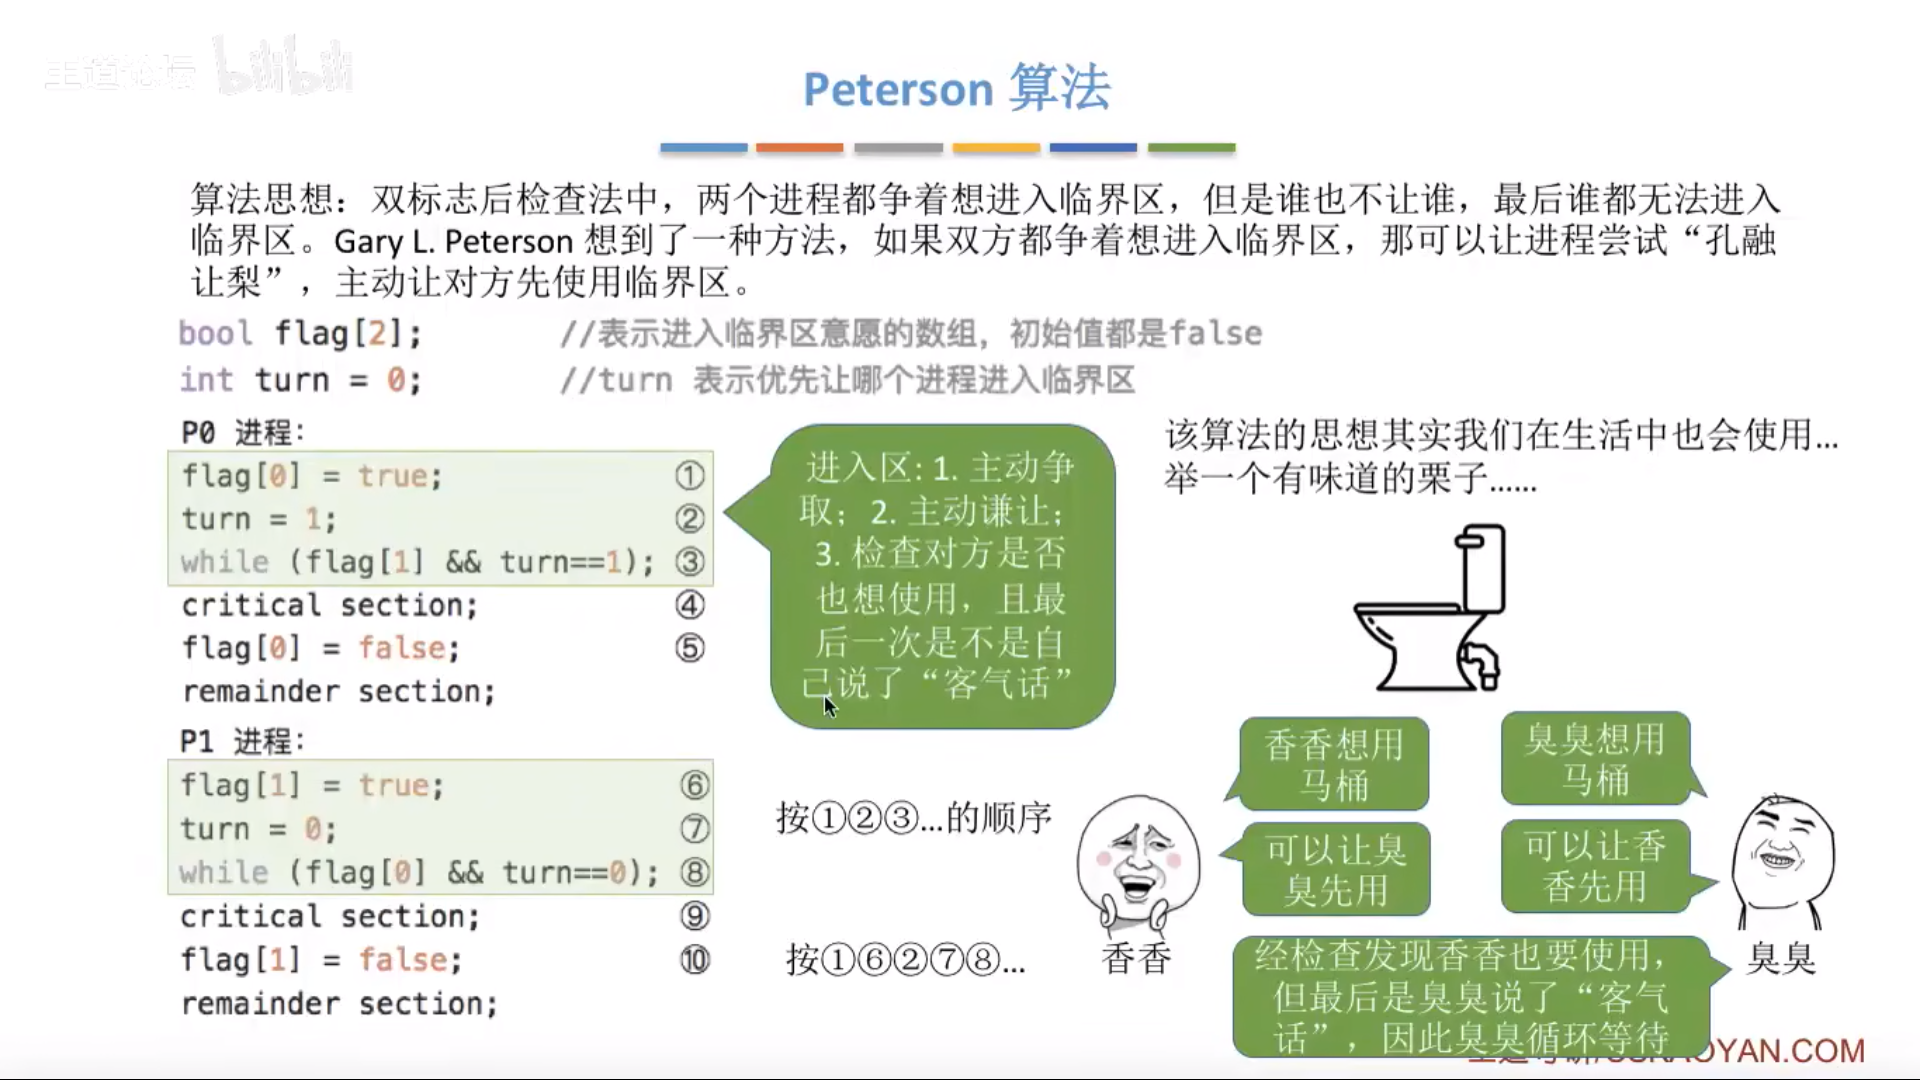 王道论坛 bilibili
Peterson 算法
算法思想：双标志后检查法中，两个进程都争着想进入临界区，但是谁也不让谁，最后谁都无法进入
临界区。Gary L. Peterson 想到了一种方法，如果双方都争着想进入临界区，那可以让进程尝试“孔融
让梨”，主动让对方先使用临界区。
bool flag[2]; //表示进入临界区意愿的数组，初始值都是false
int turn = 0; //turn 表示优先让哪个进程进入临界区
P0 进程：
flag[0] = true; ①
turn = 1; ②
while (flag[1] && turn==1); ③
critical section; ④
flag[0] = false; ⑤
remainder section;
P1 进程：
flag[1] = true; ⑥
turn = 0; ⑦
while (flag[0] && turn==0); ⑧
critical section; ⑨
flag[1] = false; ⑩
remainder section;
进入区：1. 主动争
取；2. 主动谦让；
3. 检查对方是否
也想使用，且最
后一次是不是自
己说了“客气话”
按①②③…的顺序
按①⑥②⑦⑧…
该算法的思想其实我们在生活中也会使用…
举一个有味道的栗子……
香香想用
马桶
可以让臭
臭先用
香香
臭臭想用
马桶
可以让香
香先用
臭臭
经检查发现香香也要使用，
但最后是臭臭说了“客气
话”，因此臭臭循环等待
KAOYAN.COM